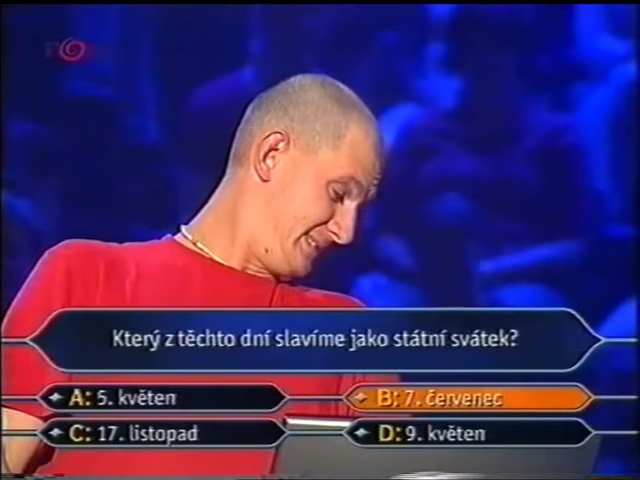 Který z těchto dní slavíme jako státní svátek?
A: 5. květen
B: 7. červenec
C: 17. listopad
D: 9. květen